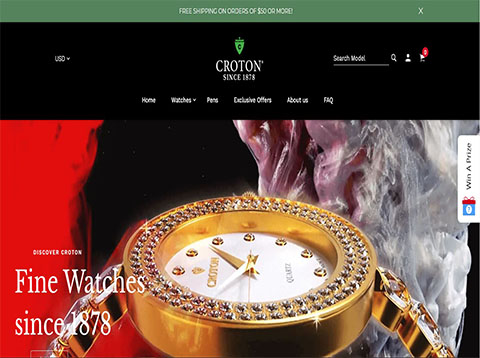 FREE SHIPPING ON ORDERS OF $50 OR MORE!
X
USD
CROTON
SINCE 1878
Search Model
0
Home
Watches
Pens
Exclusive Offers
About us
FAQ
Win A Prize
DISCOVER CROTON
Fine Watches
since 1878
CROTON
QUARTZ